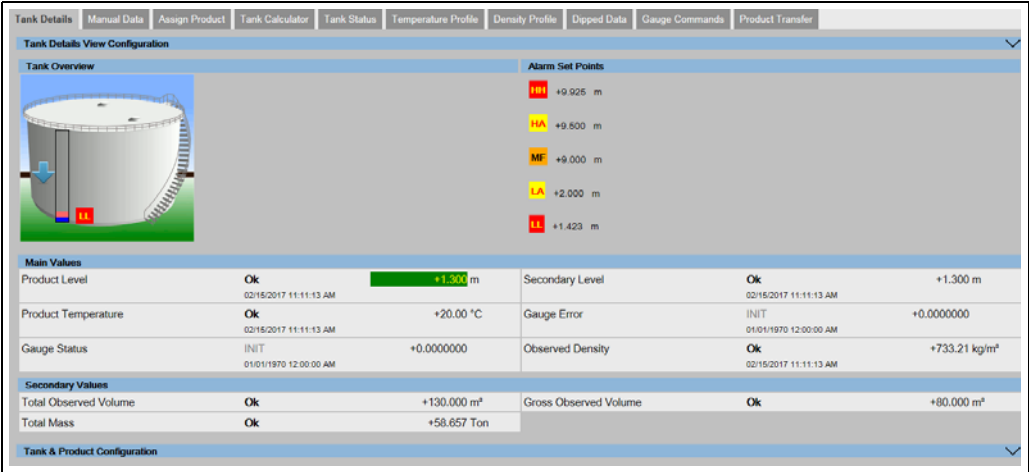 Tank Details Manual Data Assign Product Tank Calculator Tank Status Temperature Profile Density Profile Dipped Data Gauge Commands Product Transfer
Tank Details View Configuration
Tank Overview
LL
Alarm Set Points
HH +9.925 m
HA +9.500 m
MF +9.000 m
LA +2.000 m
LL +1.423 m
Main Values
Product Level Ok +1.300 m Secondary Level Ok +1.300 m
02/15/2017 11:11:13 AM 02/15/2017 11:11:13 AM
Product Temperature Ok +20.00 °C Gauge Error INIT +0.0000000
02/15/2017 11:11:13 AM 01/01/1970 12:00:00 AM
Gauge Status INIT +0.0000000 Observed Density Ok +733.21 kg/m³
01/01/1970 12:00:00 AM 02/15/2017 11:11:13 AM
Secondary Values
Total Observed Volume Ok +130.000 m³ Gross Observed Volume Ok +80.000 m³
Total Mass Ok +58.657 Ton
Tank & Product Configuration